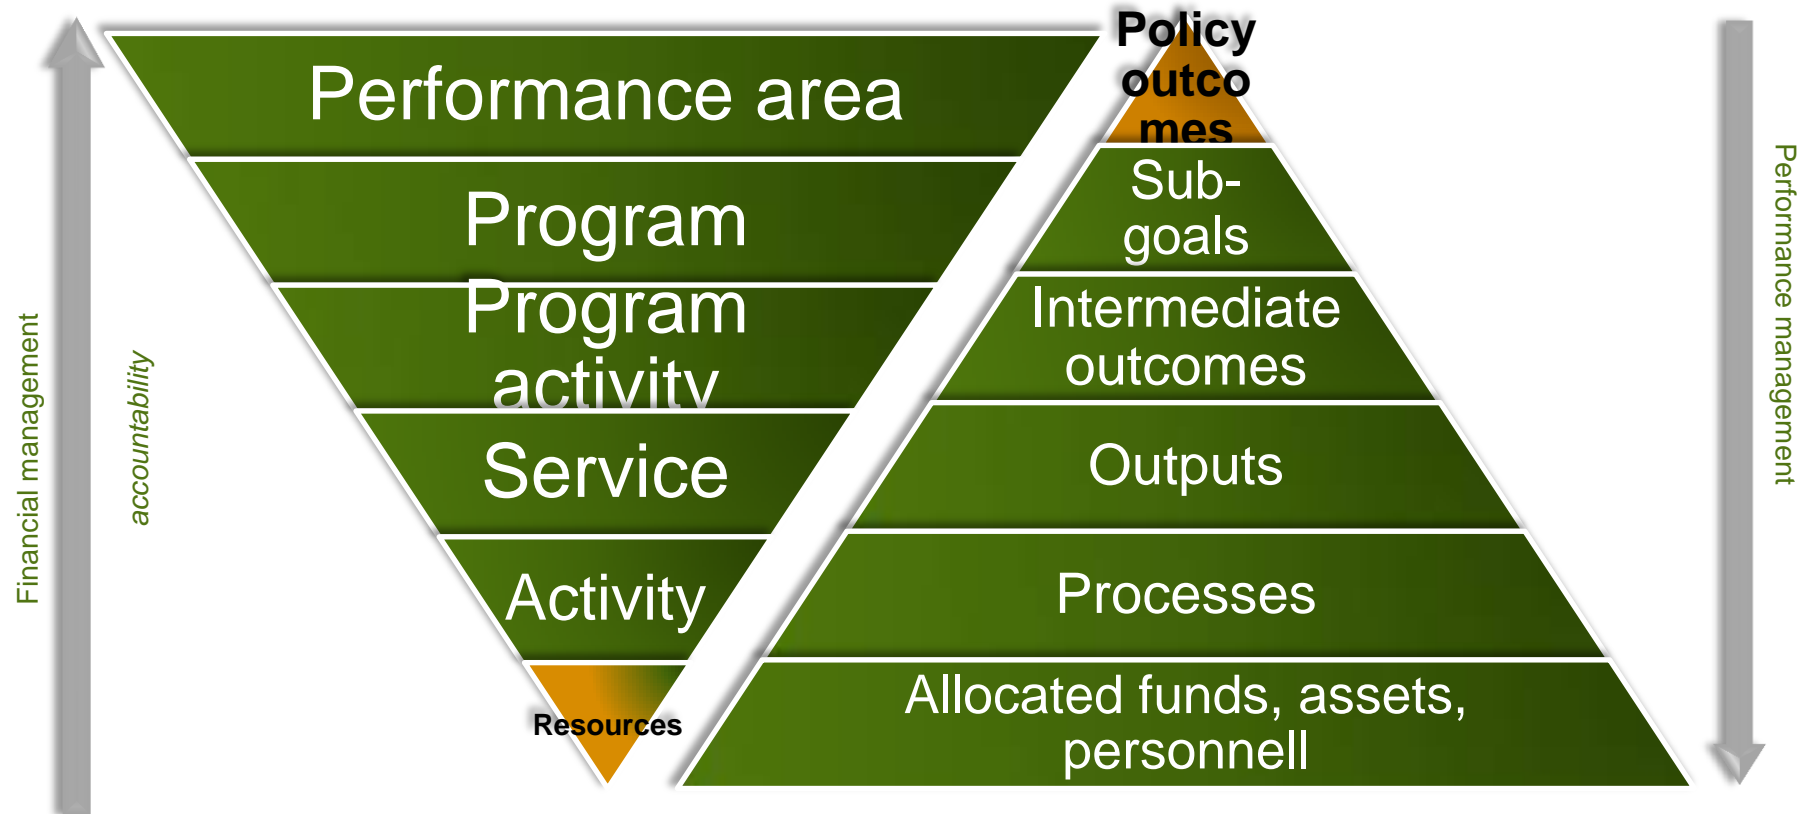 Financial management
accountability
Performance area
Program
Program
activity
Service
Activity
Resources
Policy
outco
mes
Sub-
goals
Intermediate
outcomes
Outputs
Processes
Allocated funds, assets,
personnell
Performance management